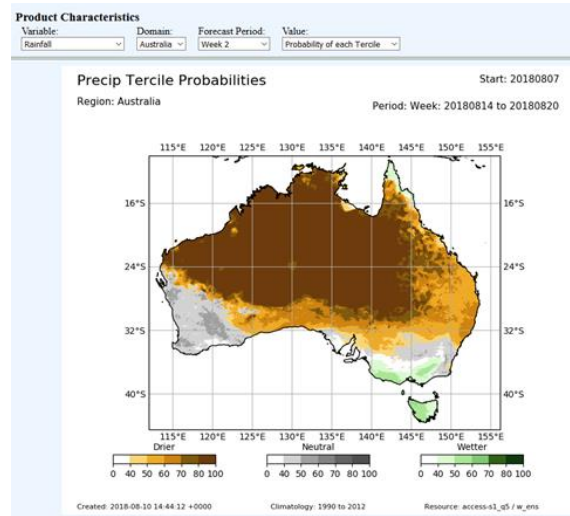 Product Characteristics
Variable: Domain: Forecast Period: Value:
Rainfall Australia Week 2 Probability of each Tercile
Precip Tercile Probabilities Start: 20180807
Region: Australia Period: Week: 20180814 to 20180820
115°E 120°E 125°E 130°E 135°E 140°E 145°E 150°E 155°E
16°S 16°S
24°S 24°S
32°S 32°S
40°S 40°S
115°E 120°E 125°E 130°E 135°E 140°E 145°E 150°E 155°E
Drier Neutral Wetter
0 40 50 60 70 80 100 0 40 50 60 70 80 100 0 40 50 60 70 80 100
Created: 2018-08-10 14:44:12 +0000 Climatology: 1990 to 2012 Resource: access-s1_q5 / w_ens